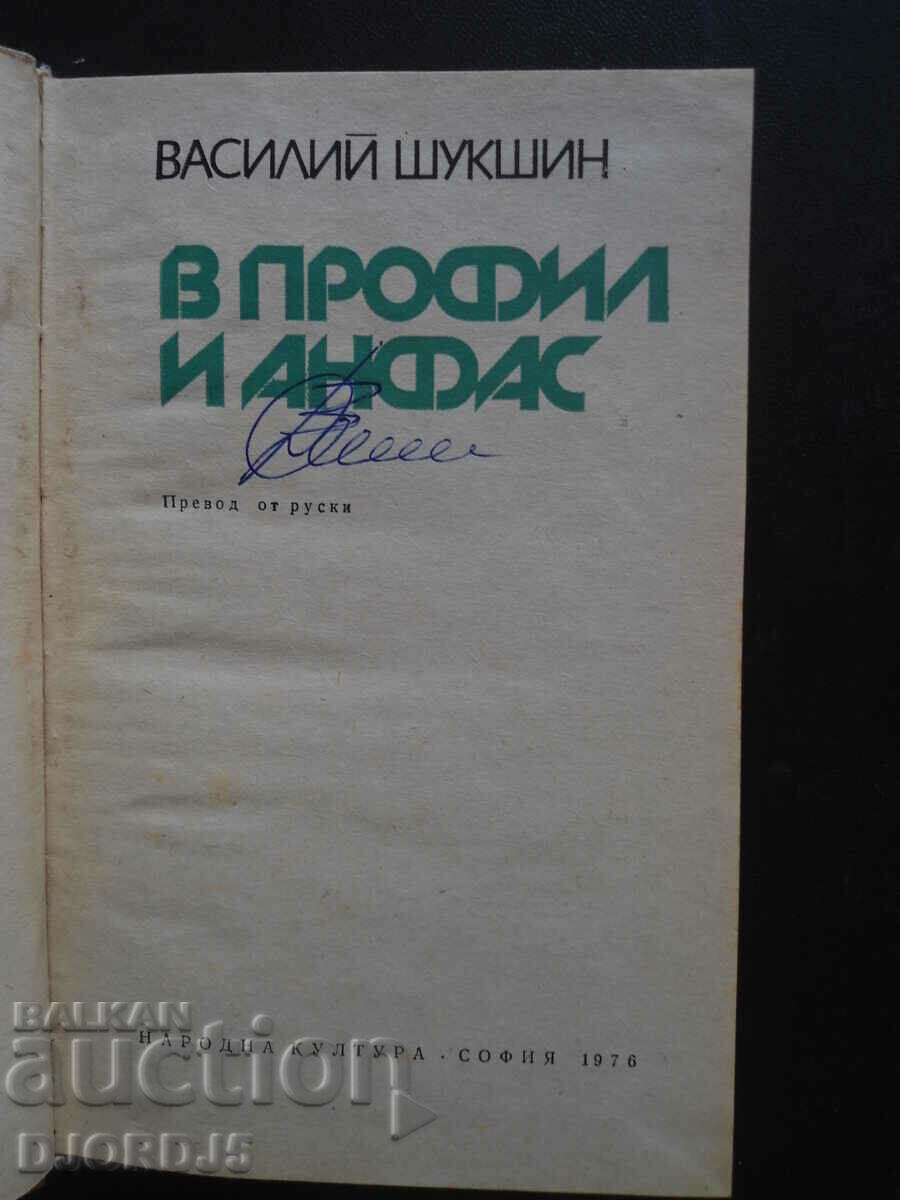 ВАСИЛИЙ ШУКШИН
В ПРОФИЛ
И АНФАС
Превод от руски
НАРОДНА КУЛТУРА · СОФИЯ 1976
BALKAN
auction
DJORDJ5